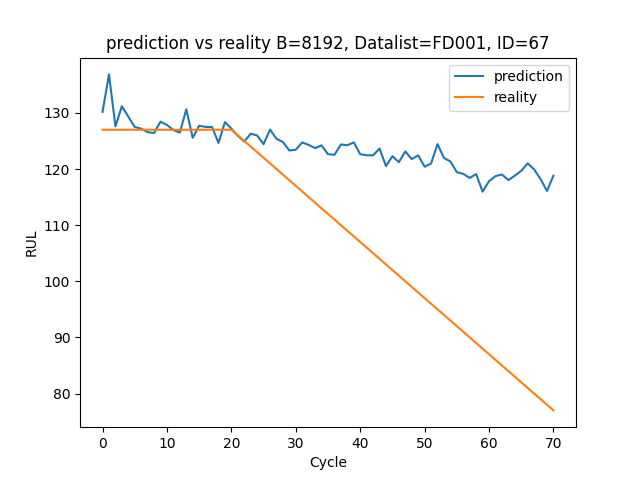 prediction vs reality B=8192, Datalist=FD001, ID=67
prediction
reality
RUL
130
120
110
100
90
80
0 10 20 30 40 50 60 70
Cycle